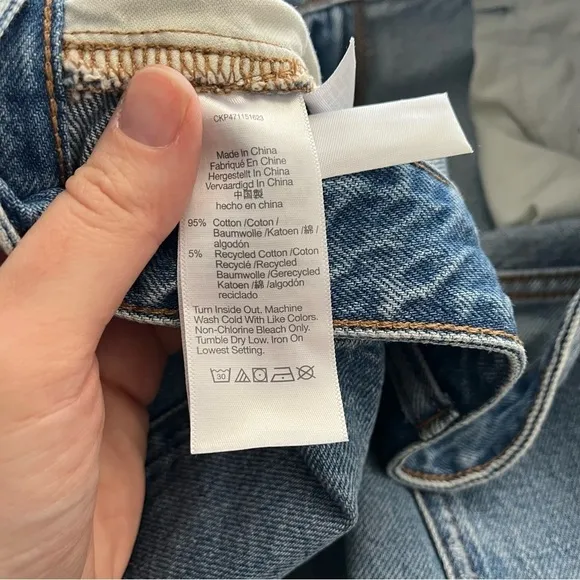 CKP471151623
Made In China
Fabriqué En Chine
Hergestellt In China
Vervaardigd In China
中国製
hecho en china
95% Cotton /Coton /
Baumwolle /Katoen /綿 /
algodón
5% Recycled Cotton /Coton
Recyclé /Recycled
Baumwolle /Gerecycled
Katoen /綿 /algodón
reciclado
Turn Inside Out. Machine
Wash Cold With Like Colors.
Non-Chlorine Bleach Only.
Tumble Dry Low. Iron On
Lowest Setting.
30